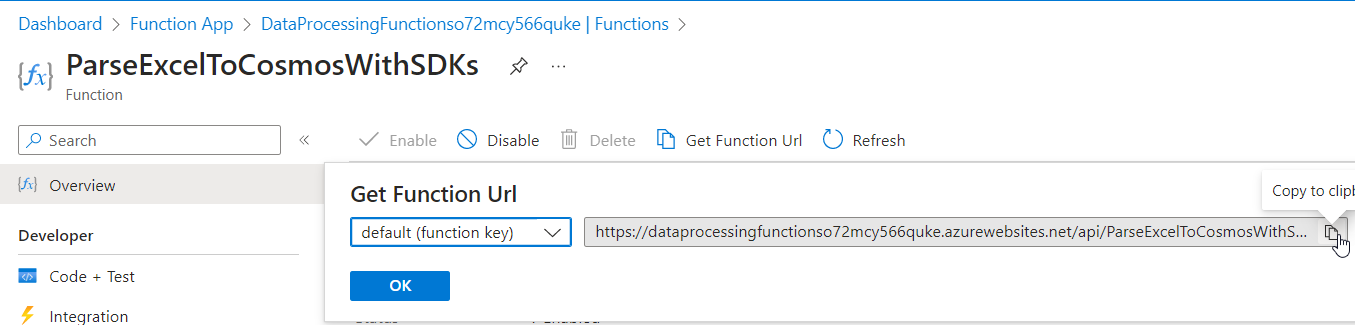 Dashboard > Function App > DataProcessingFunctionso72mcy566quke | Functions >
ParseExcelToCosmosWithSDKs
Function
Search
Enable Disable Delete Get Function Url Refresh
Overview
Get Function Url
Copy to clipb
default (function key) https://dataprocessingfunctionso72mcy566quke.azurewebsites.net/api/ParseExcelToCosmosWithS...
Developer
OK
Code + Test
Integration